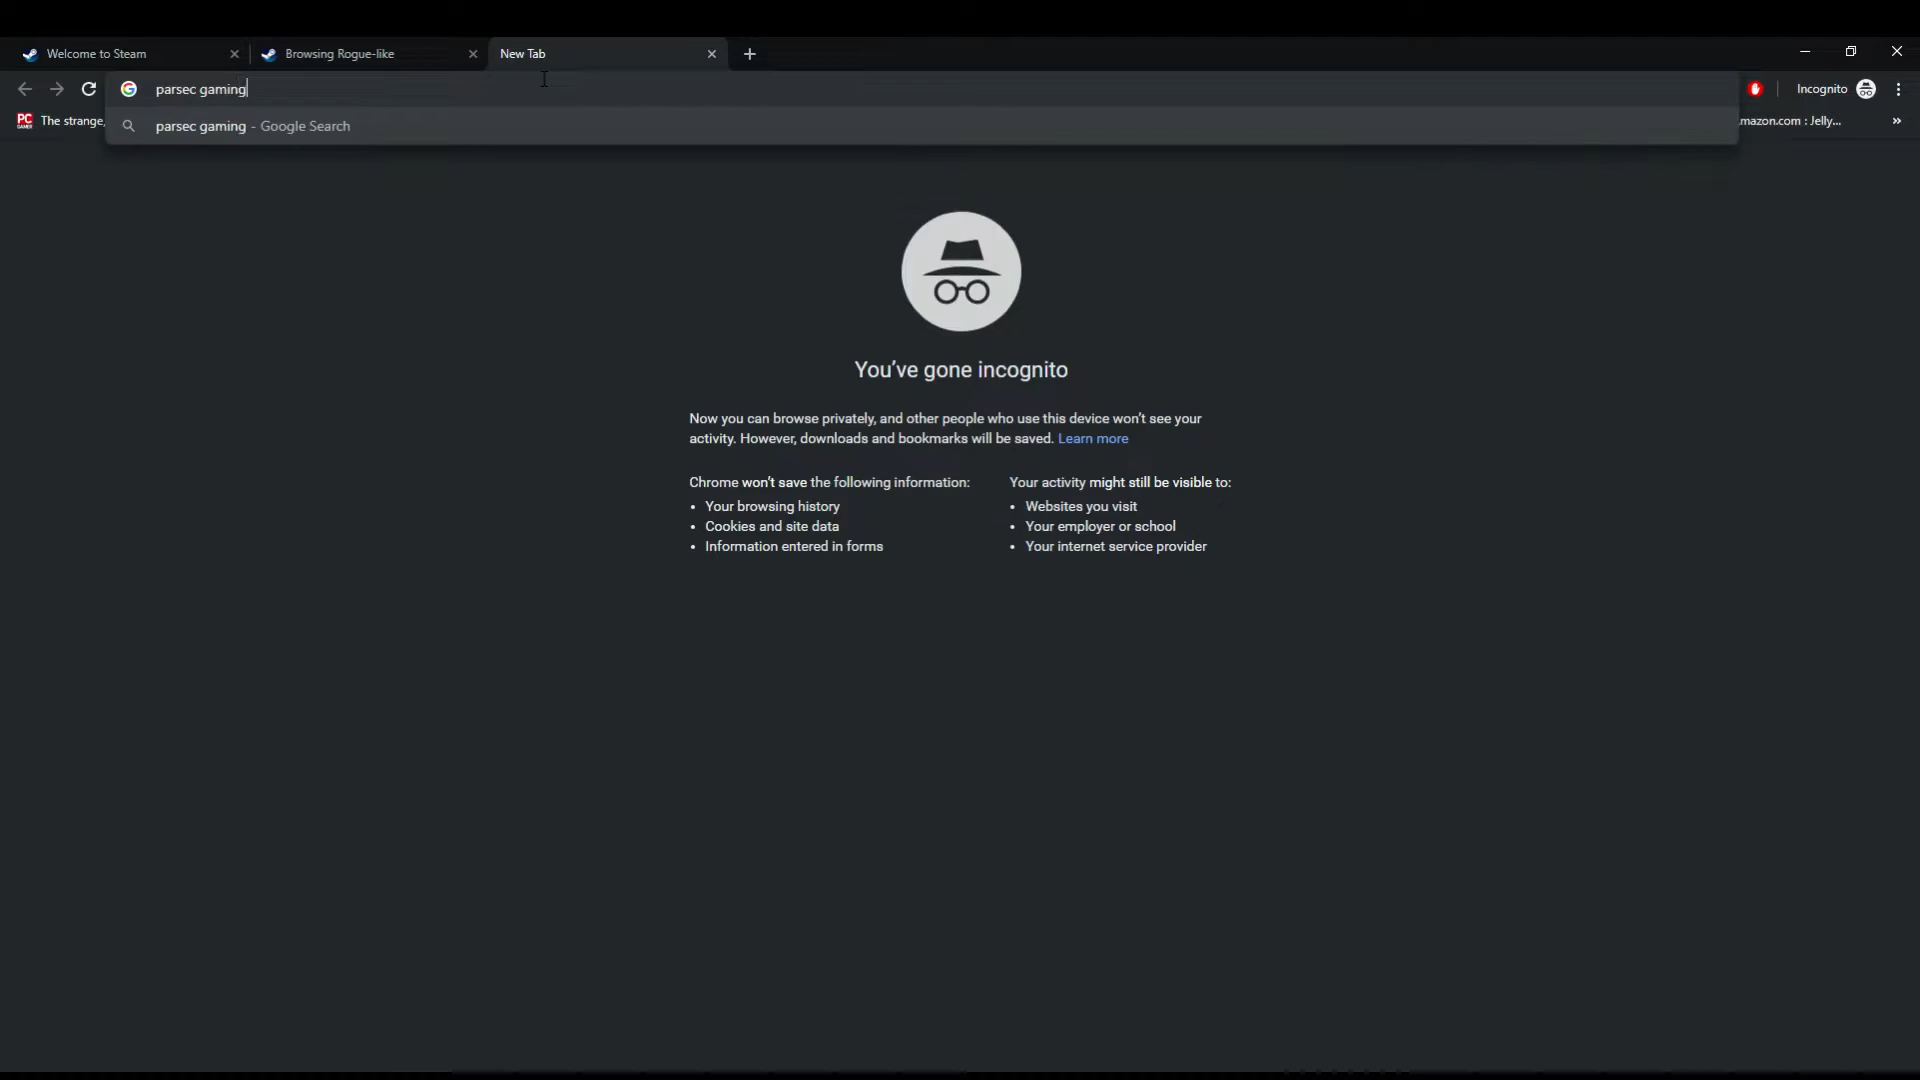 Welcome to Steam
Browsing Rogue-like
New Tab
parsec gaming
Incognito
parsec gaming - Google Search
PC GAMER
The strange,
mazon.com : Jelly...
You've gone incognito
Now you can browse privately, and other people who use this device won't see your
activity. However, downloads and bookmarks will be saved. Learn more
Chrome won't save the following information:
• Your browsing history
• Cookies and site data
• Information entered in forms
Your activity might still be visible to:
• Websites you visit
• Your employer or school
• Your internet service provider